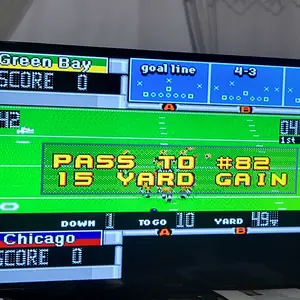 Green Bay
SCORE 0
goal line
4-3
A
B
42
04
1st
PASS TO #82
15 YARD GAIN
0
DOWN 1 TO GO 10 YARD 49
Chicago
SCORE 0
A
B